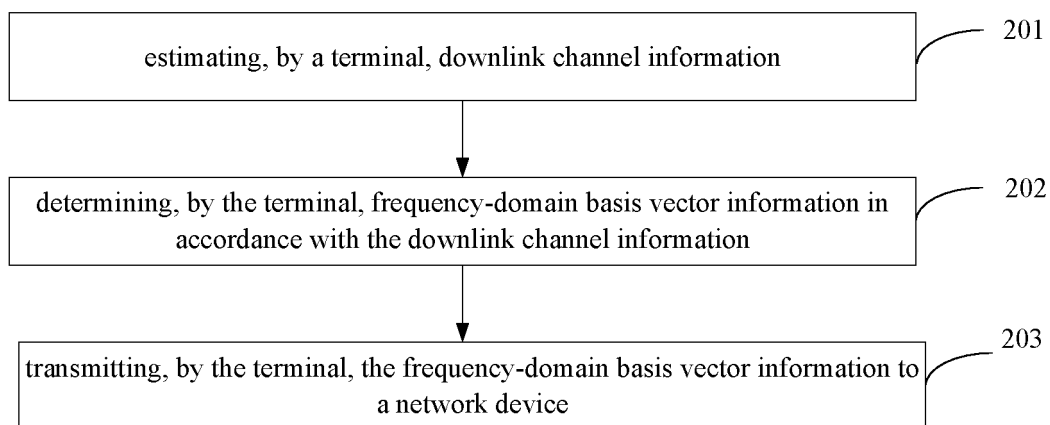 estimating, by a terminal, downlink channel information
201
determining, by the terminal, frequency-domain basis vector information in
accordance with the downlink channel information
202
transmitting, by the terminal, the frequency-domain basis vector information to
a network device
203